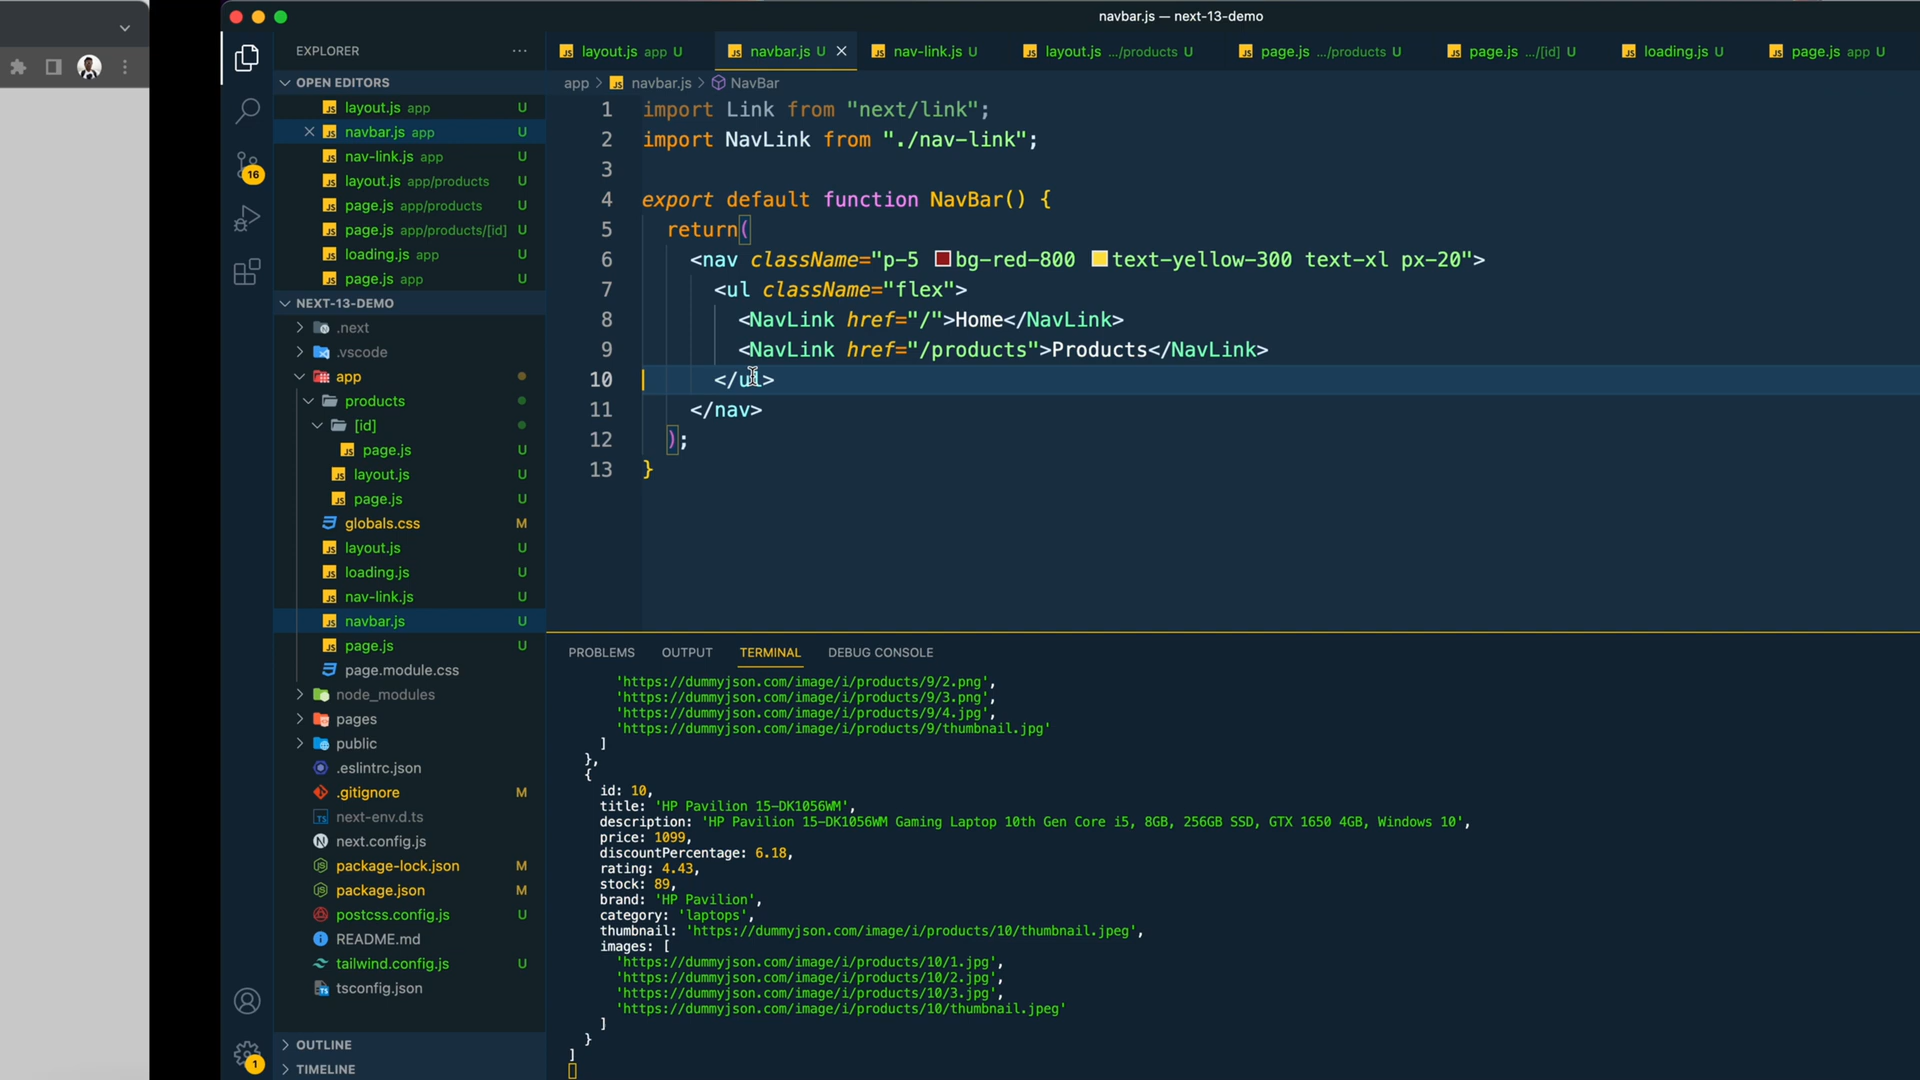 navbar.js — next-13-demo
EXPLORER
OPEN EDITORS
layout.js app U
navbar.js app U
nav-link.js app U
layout.js app/products U
page.js app/products U
page.js app/products/[id] U
loading.js app U
page.js app U
NEXT-13-DEMO
.next
.vscode
app
products
[id]
page.js U
layout.js U
page.js U
globals.css M
layout.js U
loading.js U
nav-link.js U
navbar.js U
page.js U
page.module.css
node_modules
pages
public
.eslintrc.json
.gitignore M
next-env.d.ts
next.config.js
package-lock.json M
package.json M
postcss.config.js U
README.md
tailwind.config.js U
tsconfig.json
OUTLINE
TIMELINE
16
1
layout.js app U navbar.js U nav-link.js U layout.js .../products U page.js .../products U page.js .../[id] U loading.js U page.js app U
app > navbar.js > NavBar
1 import Link from "next/link";
2 import NavLink from "./nav-link";
3
4 export default function NavBar() {
5 return(
6 <nav className="p-5 bg-red-800 text-yellow-300 text-xl px-20">
7 <ul className="flex">
8 <NavLink href="/">Home</NavLink>
9 <NavLink href="/products">Products</NavLink>
10 </ul>
11 </nav>
12 );
13 }
PROBLEMS OUTPUT TERMINAL DEBUG CONSOLE
'https://dummyjson.com/image/i/products/9/2.png',
'https://dummyjson.com/image/i/products/9/3.png',
'https://dummyjson.com/image/i/products/9/4.jpg',
'https://dummyjson.com/image/i/products/9/thumbnail.jpg'
]
},
{
id: 10,
title: 'HP Pavilion 15-DK1056WM',
description: 'HP Pavilion 15-DK1056WM Gaming Laptop 10th Gen Core i5, 8GB, 256GB SSD, GTX 1650 4GB, Windows 10',
price: 1099,
discountPercentage: 6.18,
rating: 4.43,
stock: 89,
brand: 'HP Pavilion',
category: 'laptops',
thumbnail: 'https://dummyjson.com/image/i/products/10/thumbnail.jpeg',
images: [
'https://dummyjson.com/image/i/products/10/1.jpg',
'https://dummyjson.com/image/i/products/10/2.jpg',
'https://dummyjson.com/image/i/products/10/3.jpg',
'https://dummyjson.com/image/i/products/10/thumbnail.jpeg'
]
}
]